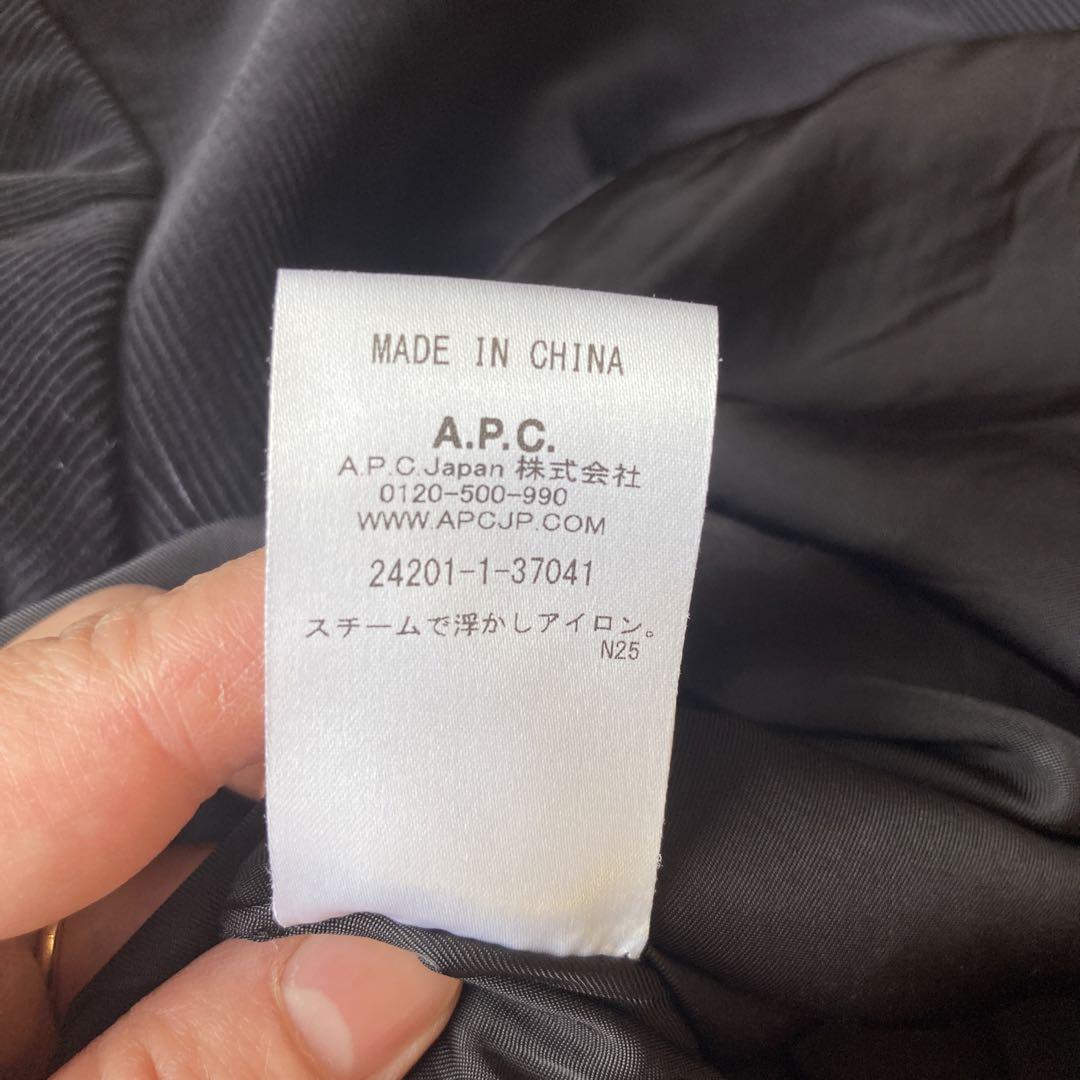 MADE IN CHINA
A.P.C.
A.P.C.Japan 株式会社
0120-500-990
WWW.APCJP.COM
24201-1-37041
スチームで浮かしアイロン。
N25